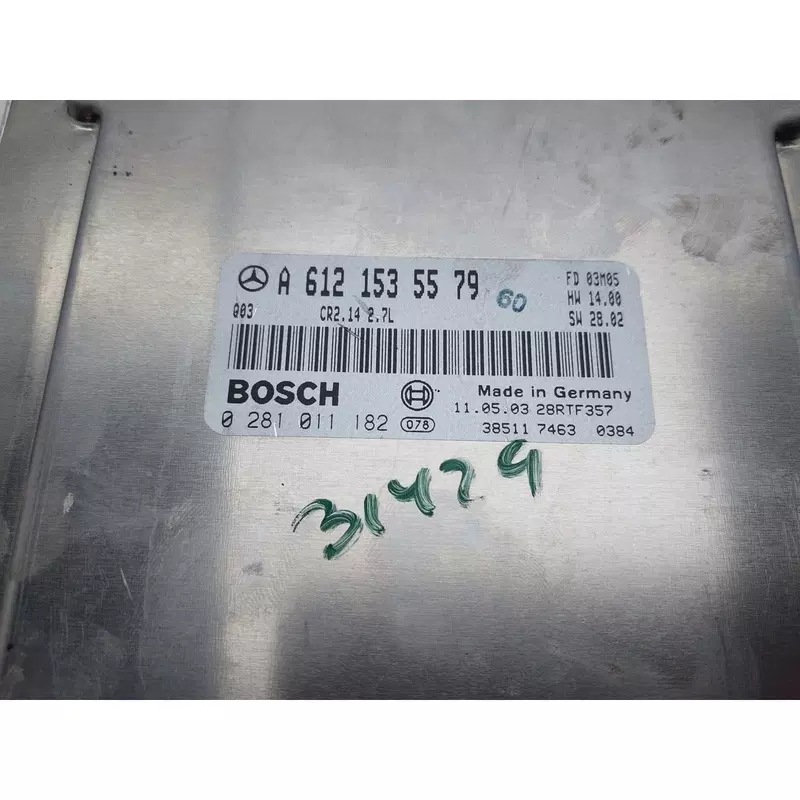 A 612 153 55 79 60
FD 03M05
HW 14.00
SW 28.02
Q03 CR2.14 2.7L
BOSCH
Made in Germany
11.05.03 28RTF357
0 281 011 182 078
38511 7463 0384
31429